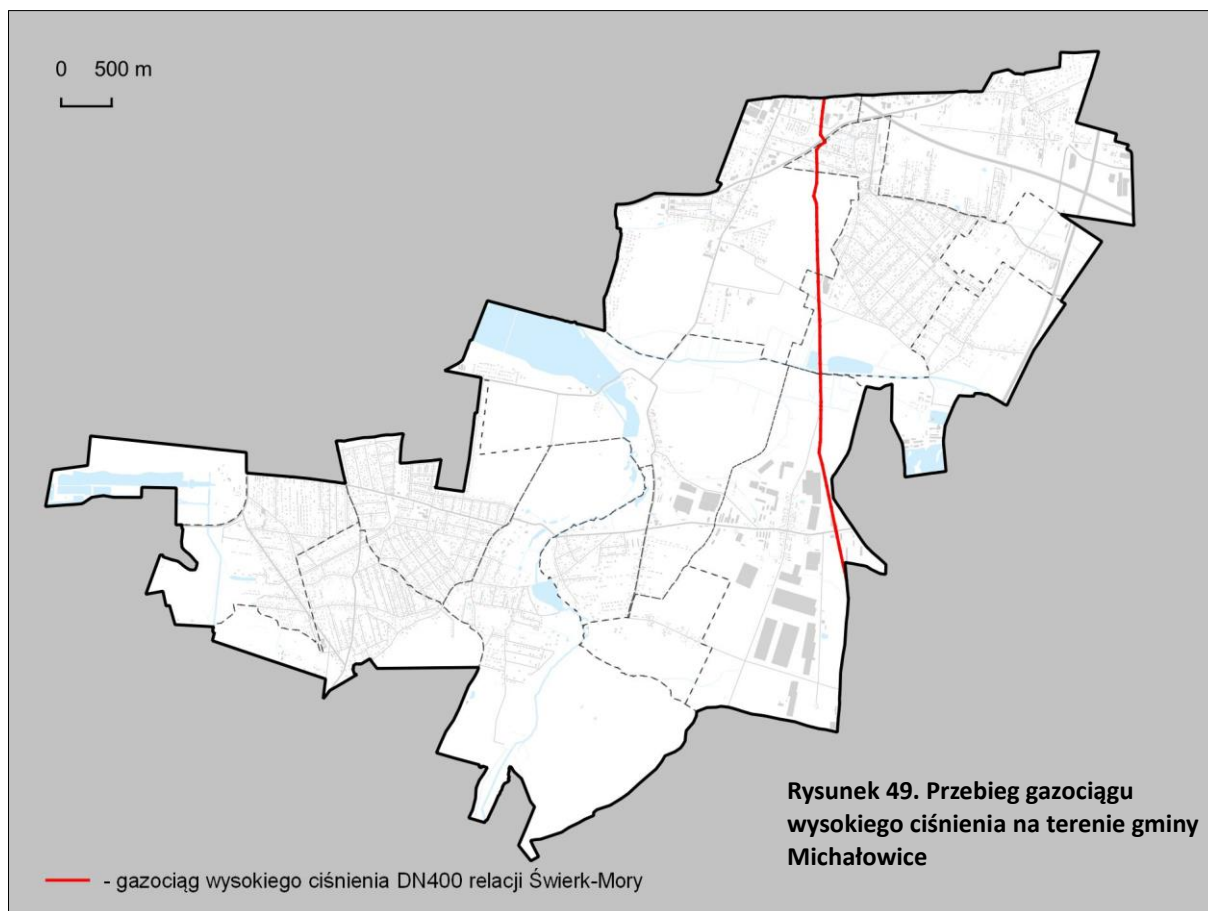 0 500 m
Rysunek 49. Przebieg gazociągu
wysokiego ciśnienia na terenie gminy
Michałowice
- gazociąg wysokiego ciśnienia DN400 relacji Świerk-Mory